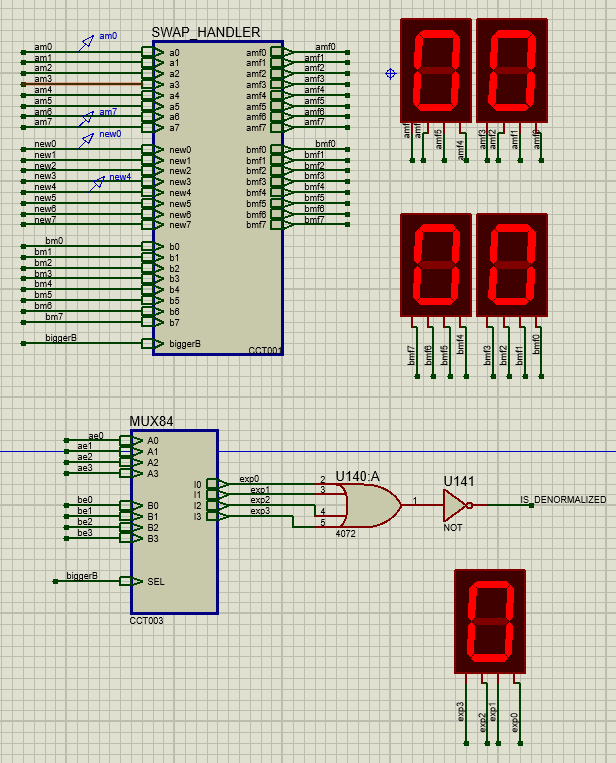 SWAP_HANDLER
am0 am0 a0 amf0 amf0
am1 a1 amf1 amf1
am2 a2 amf2 amf2
am3 a3 amf3 amf3
am4 a4 amf4 amf4
am5 a5 amf5 amf5
am6 am7 a6 amf6 amf6
am7 a7 amf7 amf7
new0 new0 new0 bmf0 bmf0
new1 new1 bmf1 bmf1
new2 new2 bmf2 bmf2
new3 new4 new3 bmf3 bmf3
new4 new4 bmf4 bmf4
new5 new5 bmf5 bmf5
new6 new6 bmf6 bmf6
new7 new7 bmf7 bmf7
bm0 b0
bm1 b1
bm2 b2
bm3 b3
bm4 b4
bm5 b5
bm6 b6
bm7 b7
biggerB biggerB
CCT001
amf5 amf4 amf3 amf2 amf1 amf0
bmf7 bmf6 bmf5 bmf4 bmf3 bmf2 bmf1 bmf0
MUX84
ae0 A0
ae1 A1
ae2 A2
ae3 A3
be0 B0
be1 B1
be2 B2
be3 B3
biggerB SEL
I0 exp0 2
I1 exp1 3
I2 exp2 4
I3 exp3 5
CCT003
U140:A
4072
1
U141
NOT
IS_DENORMALIZED
exp3 exp2 exp1 exp0